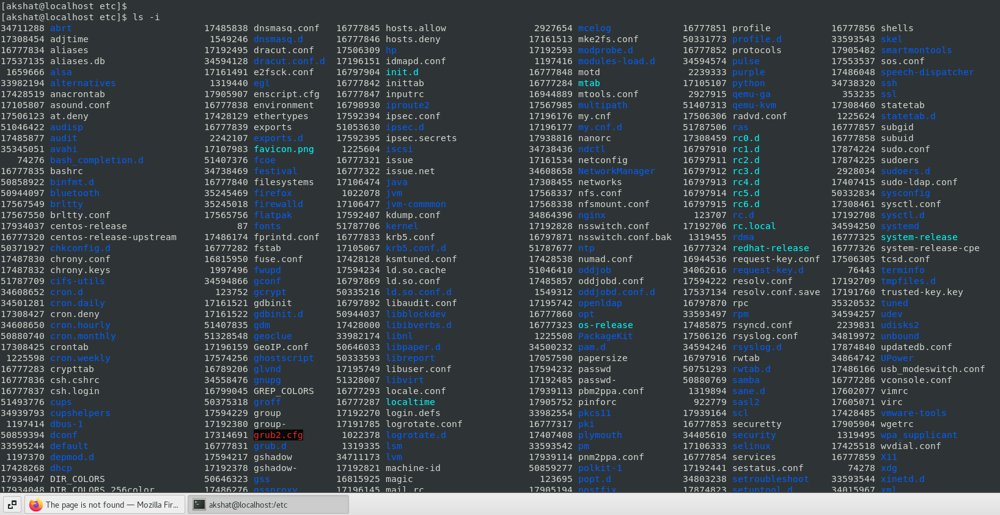 [akshat@localhost etc]$
[akshat@localhost etc]$ ls -i
34711288 abrt 17485838 dnsmasq.conf 16777845 hosts.allow 2927654 mcelog 16777851 profile 16777856 shells
17308454 adjtime 1549246 dnsmasq.d 16777846 hosts.deny 17161513 mke2fs.conf 50331773 profile.d 33593543 skel
16777834 aliases 17192495 dracut.conf 17506309 hp 17192593 modprobe.d 16777852 protocols 17905482 smartmontools
17537135 aliases.db 34594128 dracut.conf.d 17196151 idmapd.conf 1197416 modules-load.d 34594574 pulse 17553537 sos.conf
1659666 alsa 17161491 e2fsck.conf 16797904 init.d 16777848 motd 2239333 purple 17486048 speech-dispatcher
33982194 alternatives 1319440 egl 16777842 inittab 16777284 mtab 17105107 python 34738320 ssh
17428519 anacrontab 17905907 enscript.cfg 16777847 inputrc 16944889 mtools.conf 2927915 qemu-ga 353235 ssl
17105807 asound.conf 16777838 environment 16798930 iproute2 17567985 multipath 51407313 qemu-kvm 17308460 statetab
17506123 at.deny 17428129 ethertypes 17592394 ipsec.conf 17196176 my.cnf 17506306 radvd.conf 1225624 statetab.d
51046422 audisp 16777839 exports 51053630 ipsec.d 17196177 my.cnf.d 51787506 ras 16777857 subgid
17485877 audit 2242107 exports.d 17592395 ipsec.secrets 17938816 nanorc 17308459 rc0.d 16777858 subuid
35345051 avahi 17107983 favicon.png 1225604 iscsi 34738436 ndctl 16797910 rc1.d 17874224 sudo.conf
74276 bash_completion.d 51407376 fcoe 16777321 issue 17161534 netconfig 16797911 rc2.d 17874225 sudoers
16777835 bashrc 34738469 festival 16777322 issue.net 34608658 NetworkManager 16797912 rc3.d 2928034 sudoers.d
50858922 binfmt.d 16777840 filesystems 17106474 java 17308455 networks 16797913 rc4.d 17407415 sudo-ldap.conf
50944097 bluetooth 35245469 firefox 1022078 jvm 17568337 nfs.conf 16797914 rc5.d 50332834 sysconfig
17567549 brltty 35245018 firewalld 17106477 jvm-commmon 17568338 nfsmount.conf 16797915 rc6.d 17308461 sysctl.conf
17567550 brltty.conf 17565756 flatpak 17592407 kdump.conf 34864396 nginx 123707 rc.d 17192708 sysctl.d
17934037 centos-release 87 fonts 51787706 kernel 17192828 nsswitch.conf 17192706 rc.local 34594250 systemd
16777320 centos-release-upstream 17486174 fprintd.conf 16777833 krb5.conf 16797871 nsswitch.conf.bak 1319455 rdma 16777325 system-release
50371927 chkconfig.d 16777282 fstab 17105067 krb5.conf.d 51787677 ntp 16777324 redhat-release 16777326 system-release-cpe
17487830 chrony.conf 16815950 fuse.conf 17428128 ksmtuned.conf 17428538 numad.conf 16944536 request-key.conf 17506305 tcsd.conf
17487832 chrony.keys 1997496 fwupd 17594234 ld.so.cache 51046410 oddjob 34062616 request-key.d 76443 terminfo
51787709 cifs-utils 34594866 gconf 16797869 ld.so.conf 17485857 oddjobd.conf 17594222 resolv.conf 17192709 tmpfiles.d
34608652 cron.d 123752 gcrypt 50335216 ld.so.conf.d 1549312 oddjobd.conf.d 17537134 resolv.conf.save 17191760 trusted-key.key
34501281 cron.daily 17161521 gdbinit 16797892 libaudit.conf 17195742 openldap 16797870 rpc 35320532 tuned
17308427 cron.deny 17161522 gdbinit.d 50944037 libblockdev 16777860 opt 33593497 rpm 34594257 udev
34608650 cron.hourly 51407835 gdm 17428000 libibverbs.d 16777323 os-release 17485875 rsyncd.conf 2239831 udisks2
50880740 cron.monthly 51328548 geoclue 33982174 libnl 1225508 PackageKit 17506126 rsyslog.conf 34819972 unbound
17308425 crontab 17196159 GeoIP.conf 50646033 libpaper.d 34500232 pam.d 34594246 rsyslog.d 17874840 updatedb.conf
1225598 cron.weekly 17574256 ghostscript 50333593 libreport 17057590 papersize 16797916 rwtab 34864742 UPower
16777283 crypttab 16789206 glvnd 17195749 libuser.conf 17594232 passwd 50751293 rwtab.d 17486166 usb_modeswitch.conf
16777836 csh.cshrc 34558476 gnupg 51328007 libvirt 17192485 passwd- 50880769 samba 16777286 vconsole.conf
16777837 csh.login 16799045 GREP_COLORS 16777293 locale.conf 17939113 pbm2ppa.conf 1319894 sane.d 17602077 vimrc
51493776 cups 50375318 groff 16777287 localtime 17905752 pinforc 922779 sasl2 17605071 virc
34939793 cupshelpers 17594229 group 17192270 login.defs 33982554 pkcs11 17939164 scl 17428485 vmware-tools
1197414 dbus-1 17192380 group- 17191785 logrotate.conf 16777317 pki 16777853 securetty 17905904 wgetrc
50859394 dconf 17314691 grub2.cfg 1022378 logrotate.d 17407408 plymouth 34405610 security 1319495 wpa_supplicant
33595244 default 16777831 grub.d 1319335 lsm 33593542 pm 17106333 selinux 17425518 wvdial.conf
1197370 depmod.d 17594217 gshadow 34711173 lvm 17939114 pnm2ppa.conf 16777854 services 16777859 X11
17428268 dhcp 17192378 gshadow- 17192821 machine-id 50859277 polkit-1 17192441 sestatus.conf 74278 xdg
17934047 DIR_COLORS 50646323 gss 16815925 magic 123695 popt.d 34803238 setroubleshoot 33593544 xinetd.d
17934048 DIR_COLORS.256color 17486276 gssproxy 17196145 mail.rc 17905194 postfix 17874823 setuptool.d 34015967 xml
The page is not found — Mozilla Fir... akshat@localhost:/etc